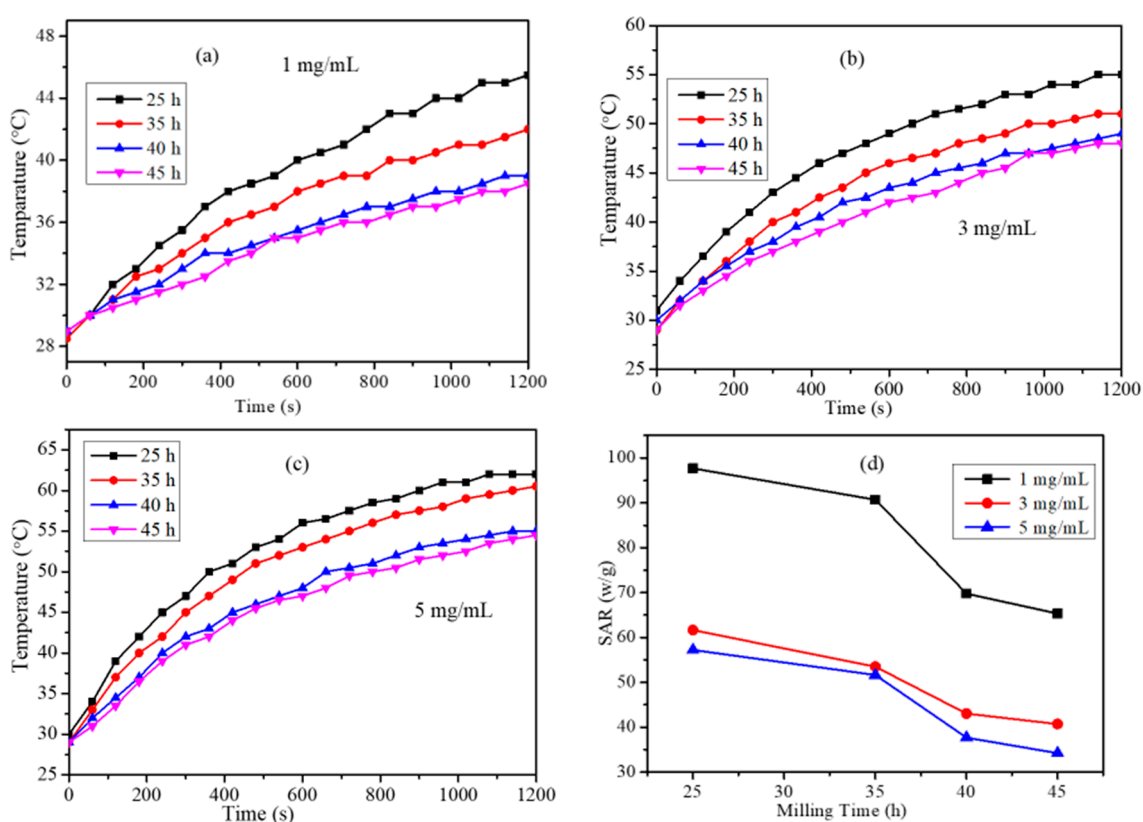 (a)
1 mg/mL
25 h
35 h
40 h
45 h
Temparature (°C)
48
44
40
36
32
28
0 200 400 600 800 1000 1200
Time (s)
(b)
3 mg/mL
25 h
35 h
40 h
45 h
Temparature (°C)
60
55
50
45
40
35
30
25
0 200 400 600 800 1000 1200
Time (s)
(c)
5 mg/mL
25 h
35 h
40 h
45 h
Temperature (°C)
65
60
55
50
45
40
35
30
25
0 200 400 600 800 1000 1200
Time (s)
(d)
1 mg/mL
3 mg/mL
5 mg/mL
SAR (w/g)
100
90
80
70
60
50
40
30
25 30 35 40 45
Milling Time (h)